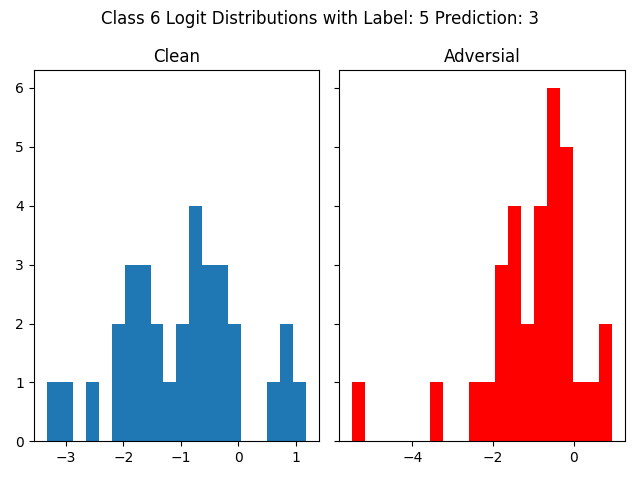 Class 6 Logit Distributions with Label: 5 Prediction: 3
Clean
Adversial
6
5
4
3
2
1
0
−3 −2 −1 0 1
−4 −2 0